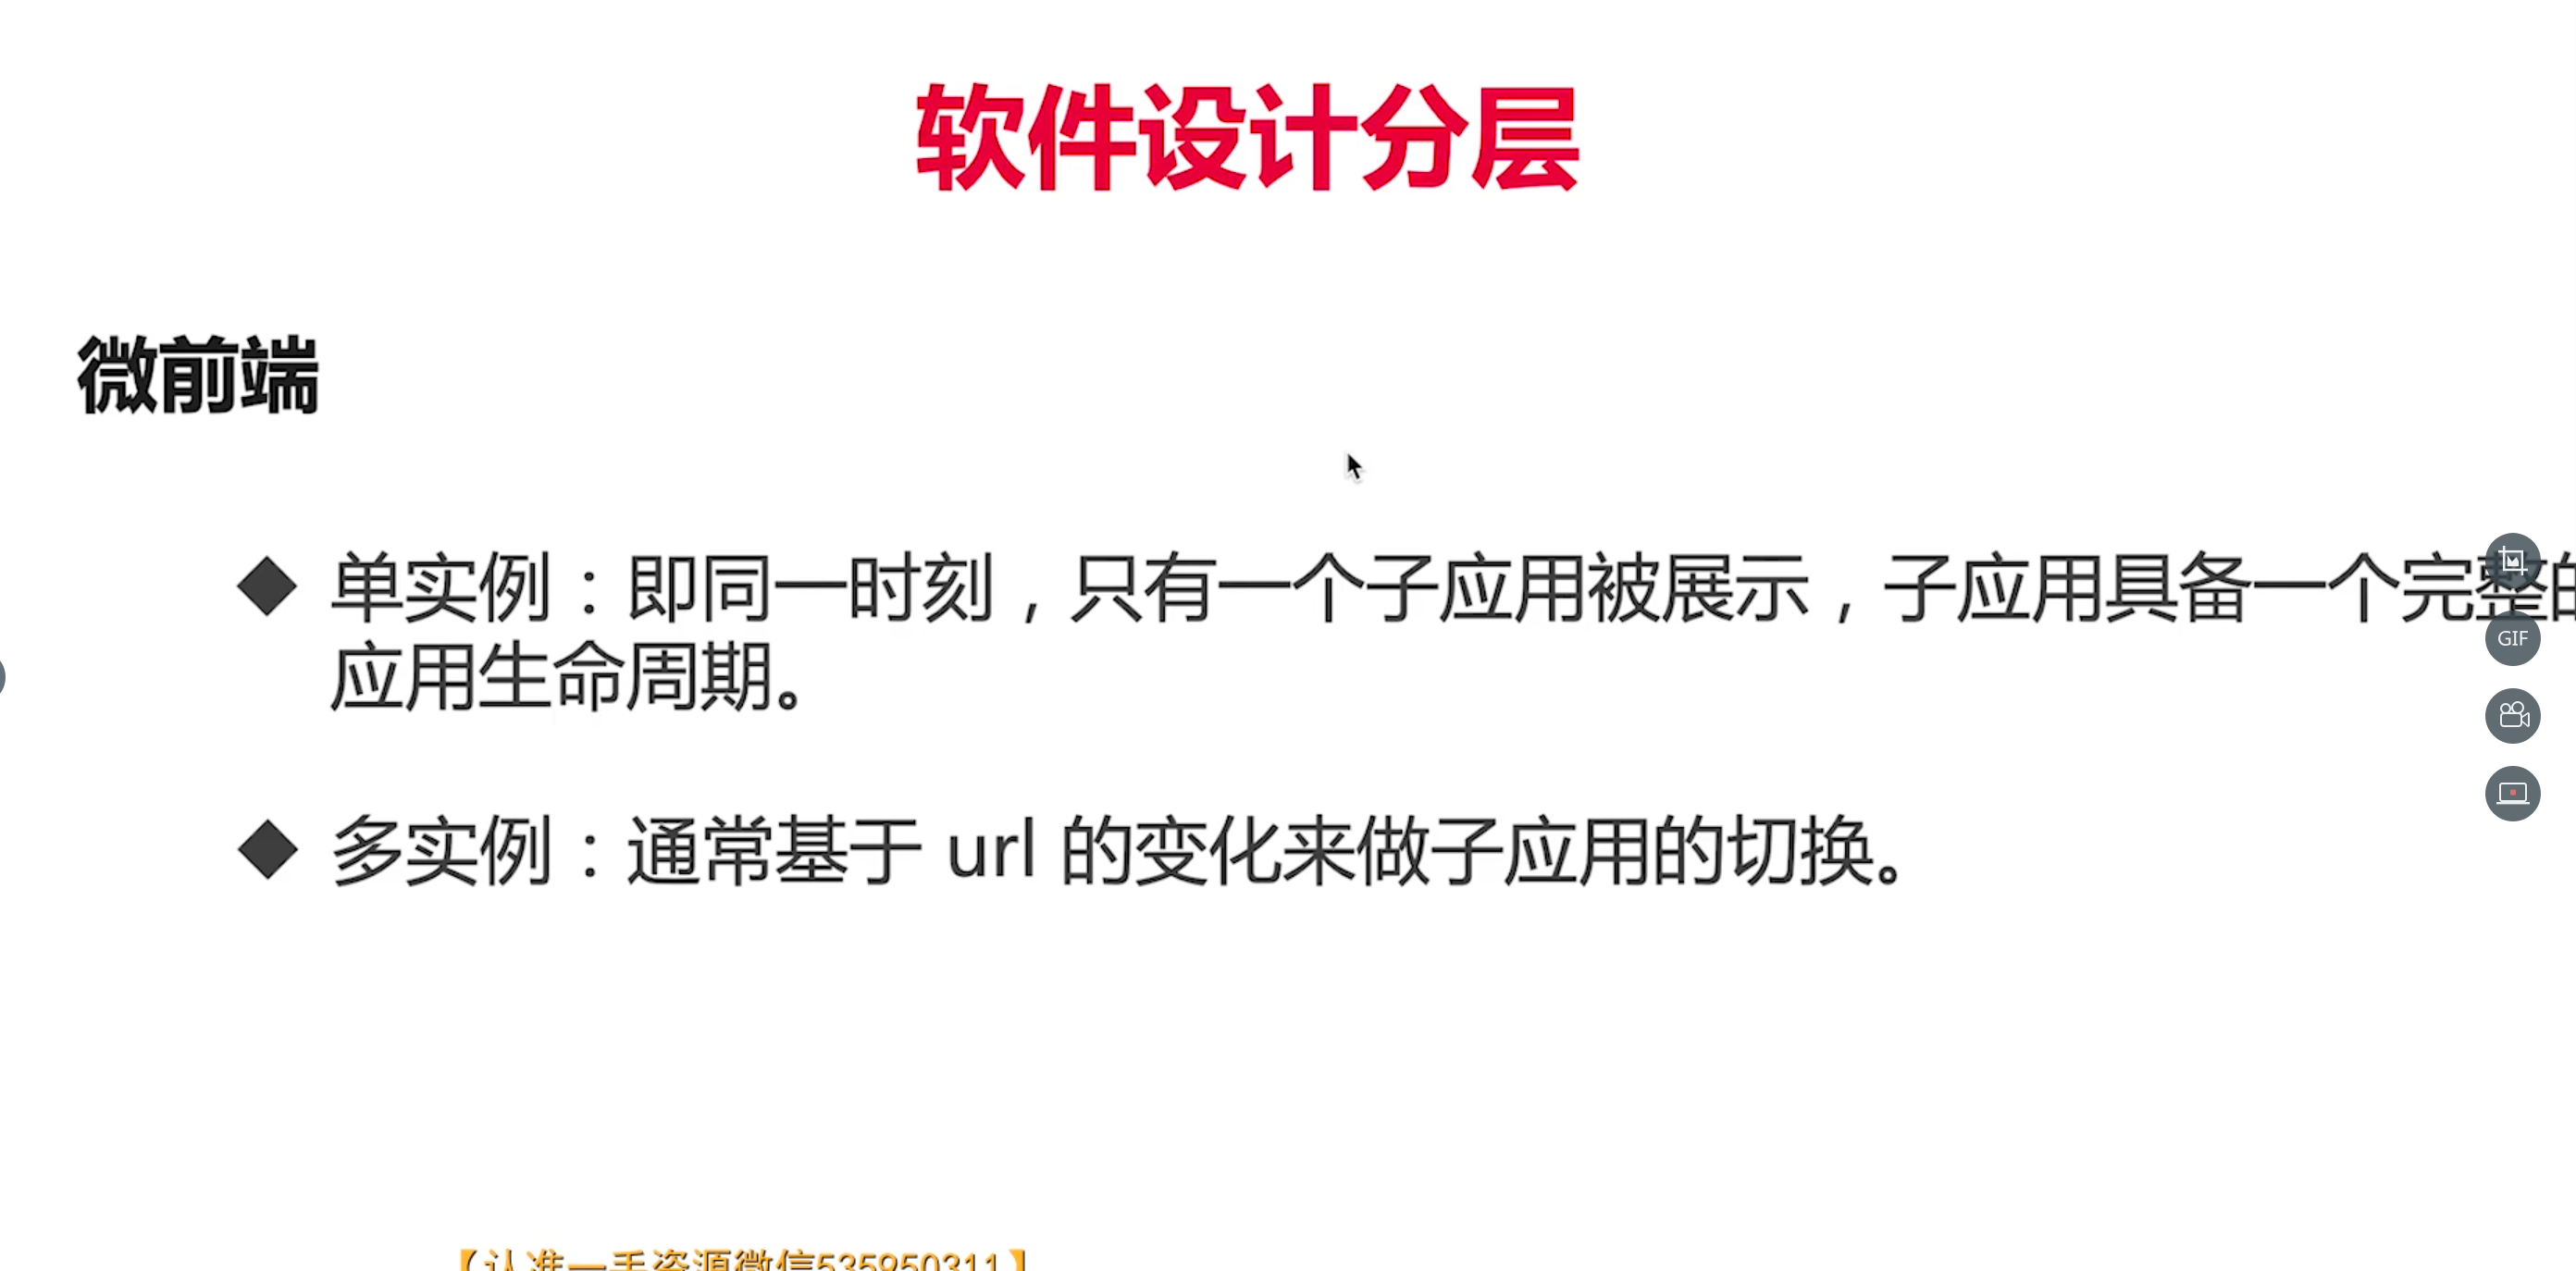 软件设计分层
微前端
◆ 单实例：即同一时刻，只有一个子应用被展示，子应用具备一个完整的
应用生命周期。
◆ 多实例：通常基于 url 的变化来做子应用的切换。
GIF
【认准一手资源微信535950311】